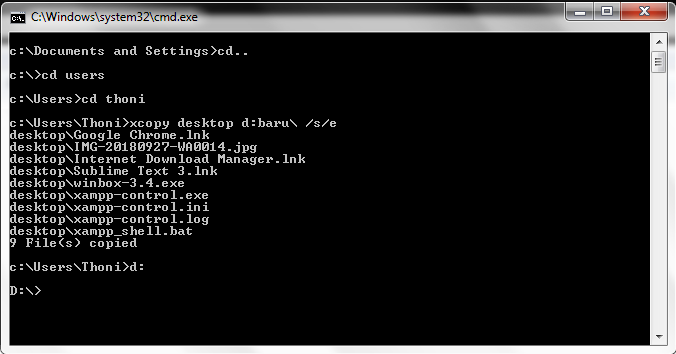 C:\Windows\system32\cmd.exe
c:\Documents and Settings>cd..
c:\>cd users
c:\Users>cd thoni
c:\Users\Thoni>xcopy desktop d:baru\ /s/e
desktop\Google Chrome.lnk
desktop\IMG-20180927-WA0014.jpg
desktop\Internet Download Manager.lnk
desktop\Sublime Text 3.lnk
desktop\winbox-3.4.exe
desktop\xampp-control.exe
desktop\xampp-control.ini
desktop\xampp-control.log
desktop\xampp_shell.bat
9 File(s) copied
c:\Users\Thoni>d:
D:\>